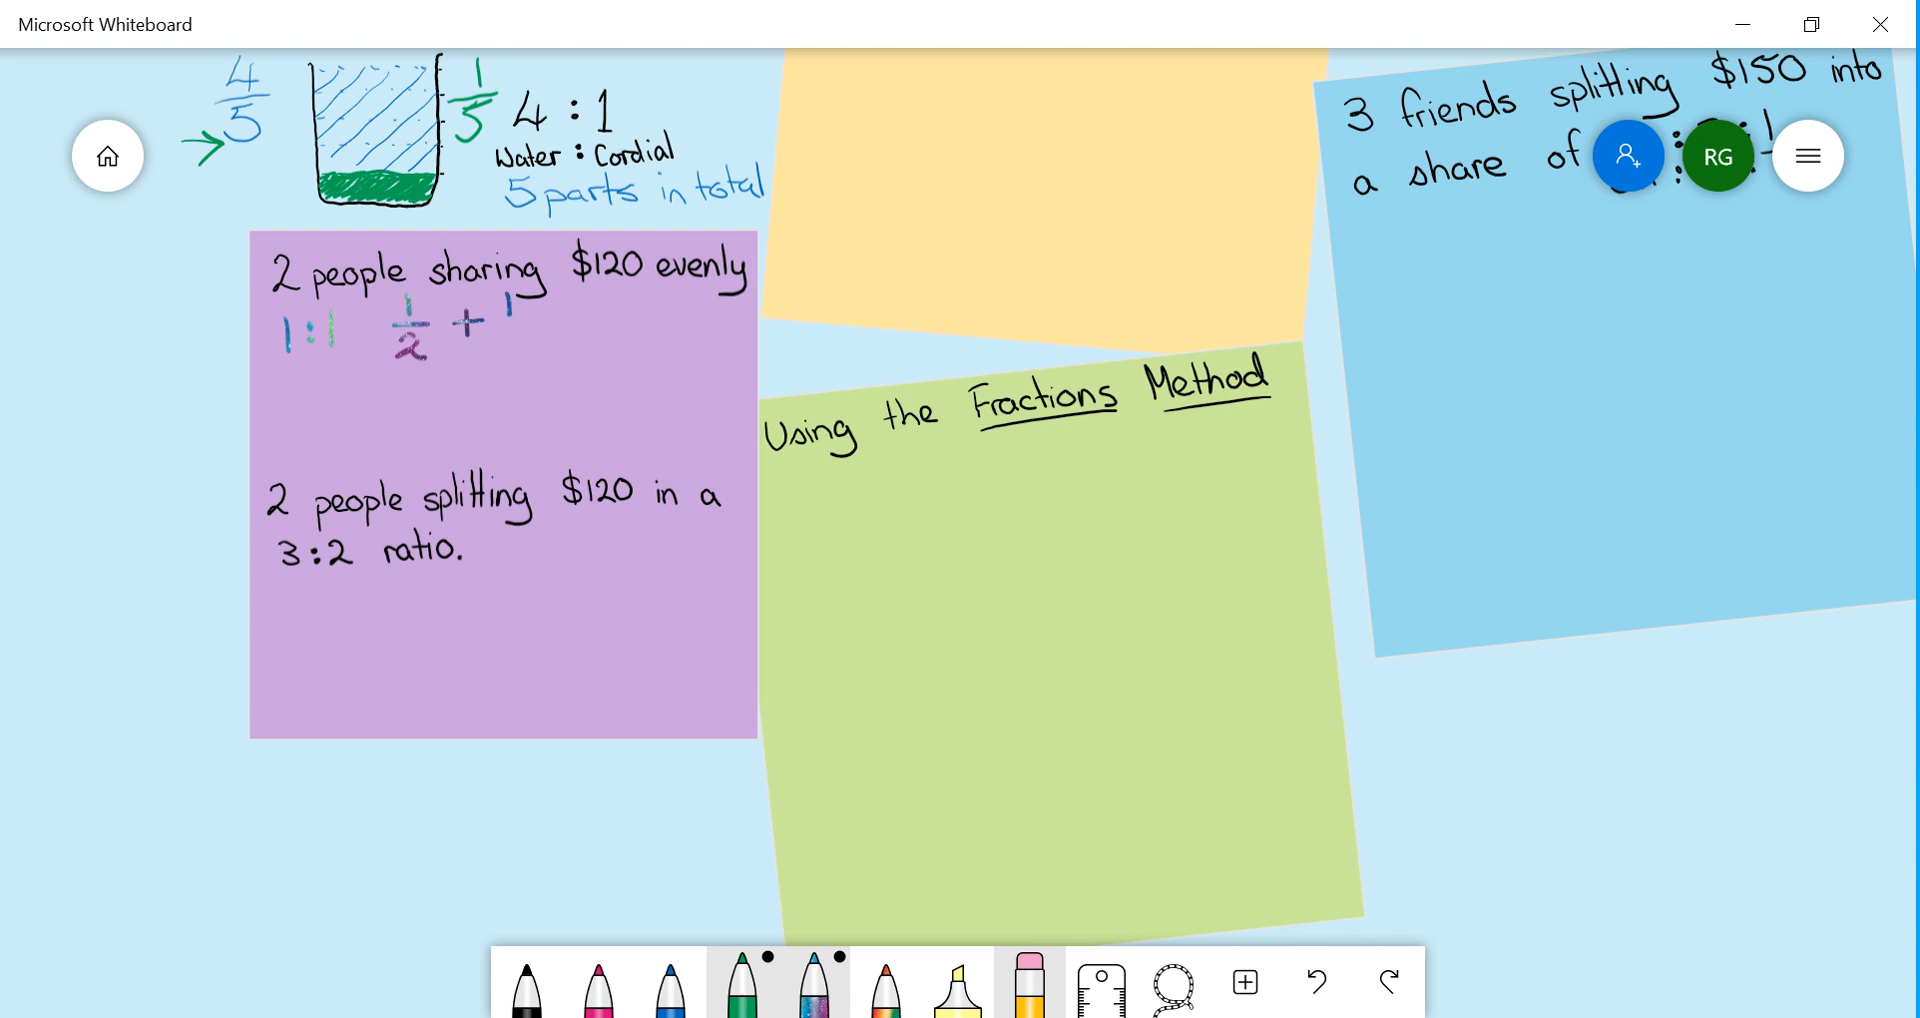 Microsoft Whiteboard
4/5
1/5
4 : 1
Water : Cordial
5 parts in total
2 people sharing $120 evenly
1:1 1/2 + 1
2 people splitting $120 in a
3:2 ratio.
Using the Fractions Method
3 friends splitting $150 into
a share of
RG